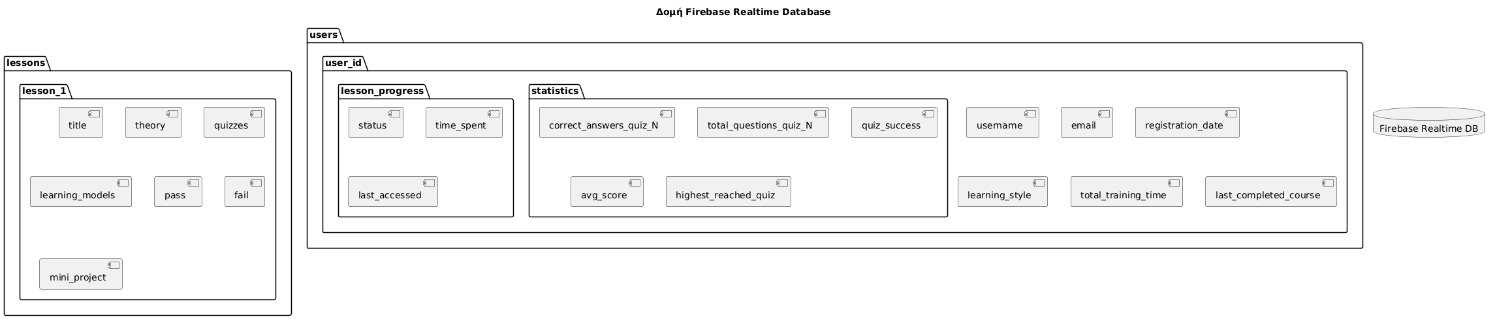 Δομή Firebase Realtime Database
lessons
lesson_1
title
theory
quizzes
learning_models
pass
fail
mini_project
users
user_id
lesson_progress
status
time_spent
last_accessed
statistics
correct_answers_quiz_N
total_questions_quiz_N
quiz_success
avg_score
highest_reached_quiz
username
email
registration_date
learning_style
total_training_time
last_completed_course
Firebase Realtime DB